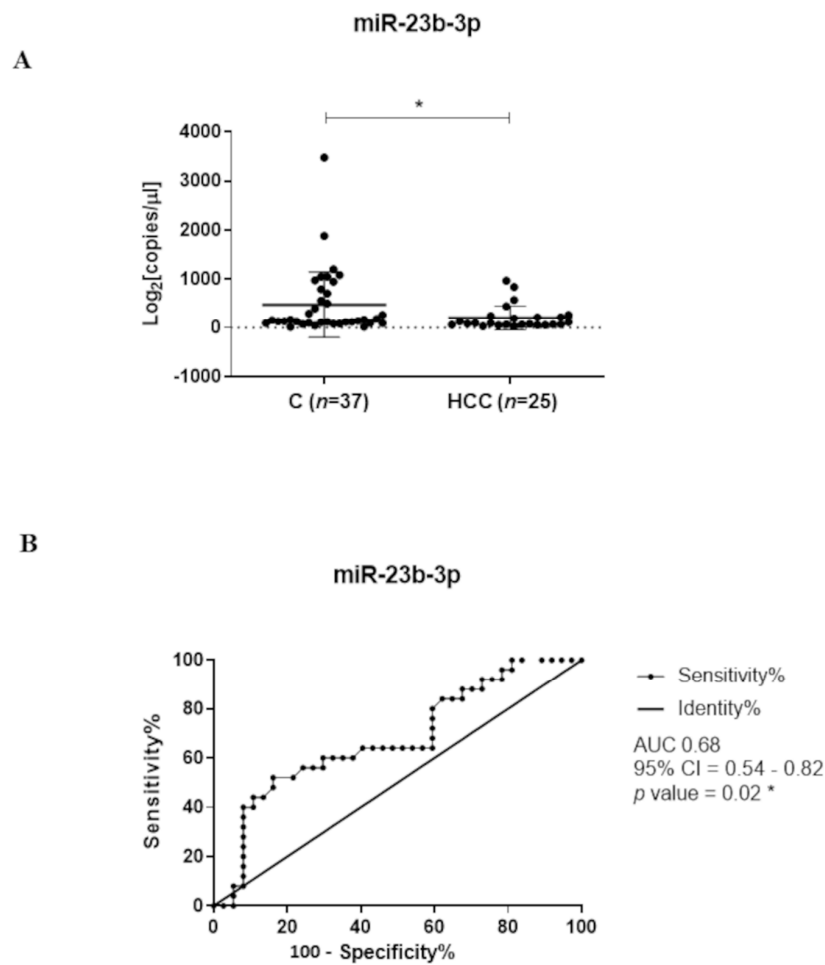 miR-23b-3p
A
*
4000
3000
2000
1000
0
-1000
Log₂[copies/µl]
C (n=37)
HCC (n=25)
B
miR-23b-3p
100
80
60
40
20
0
Sensitivity%
0 20 40 60 80 100
100 - Specificity%
Sensitivity%
Identity%
AUC 0.68
95% CI = 0.54 - 0.82
p value = 0.02 *